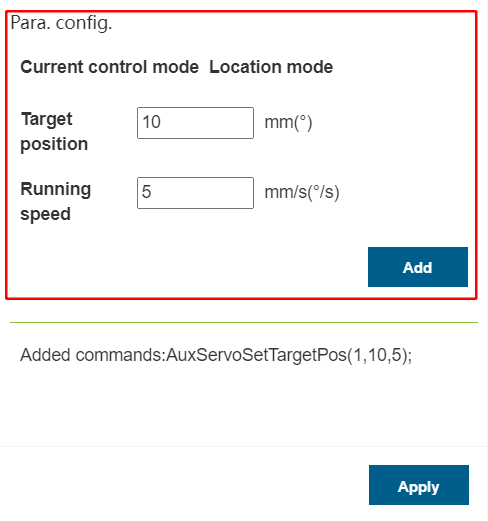 Para. config.
Current control mode Location mode
Target position 10 mm(°)
Running speed 5 mm/s(°/s)
Add
Added commands:AuxServoSetTargetPos(1,10,5);
Apply